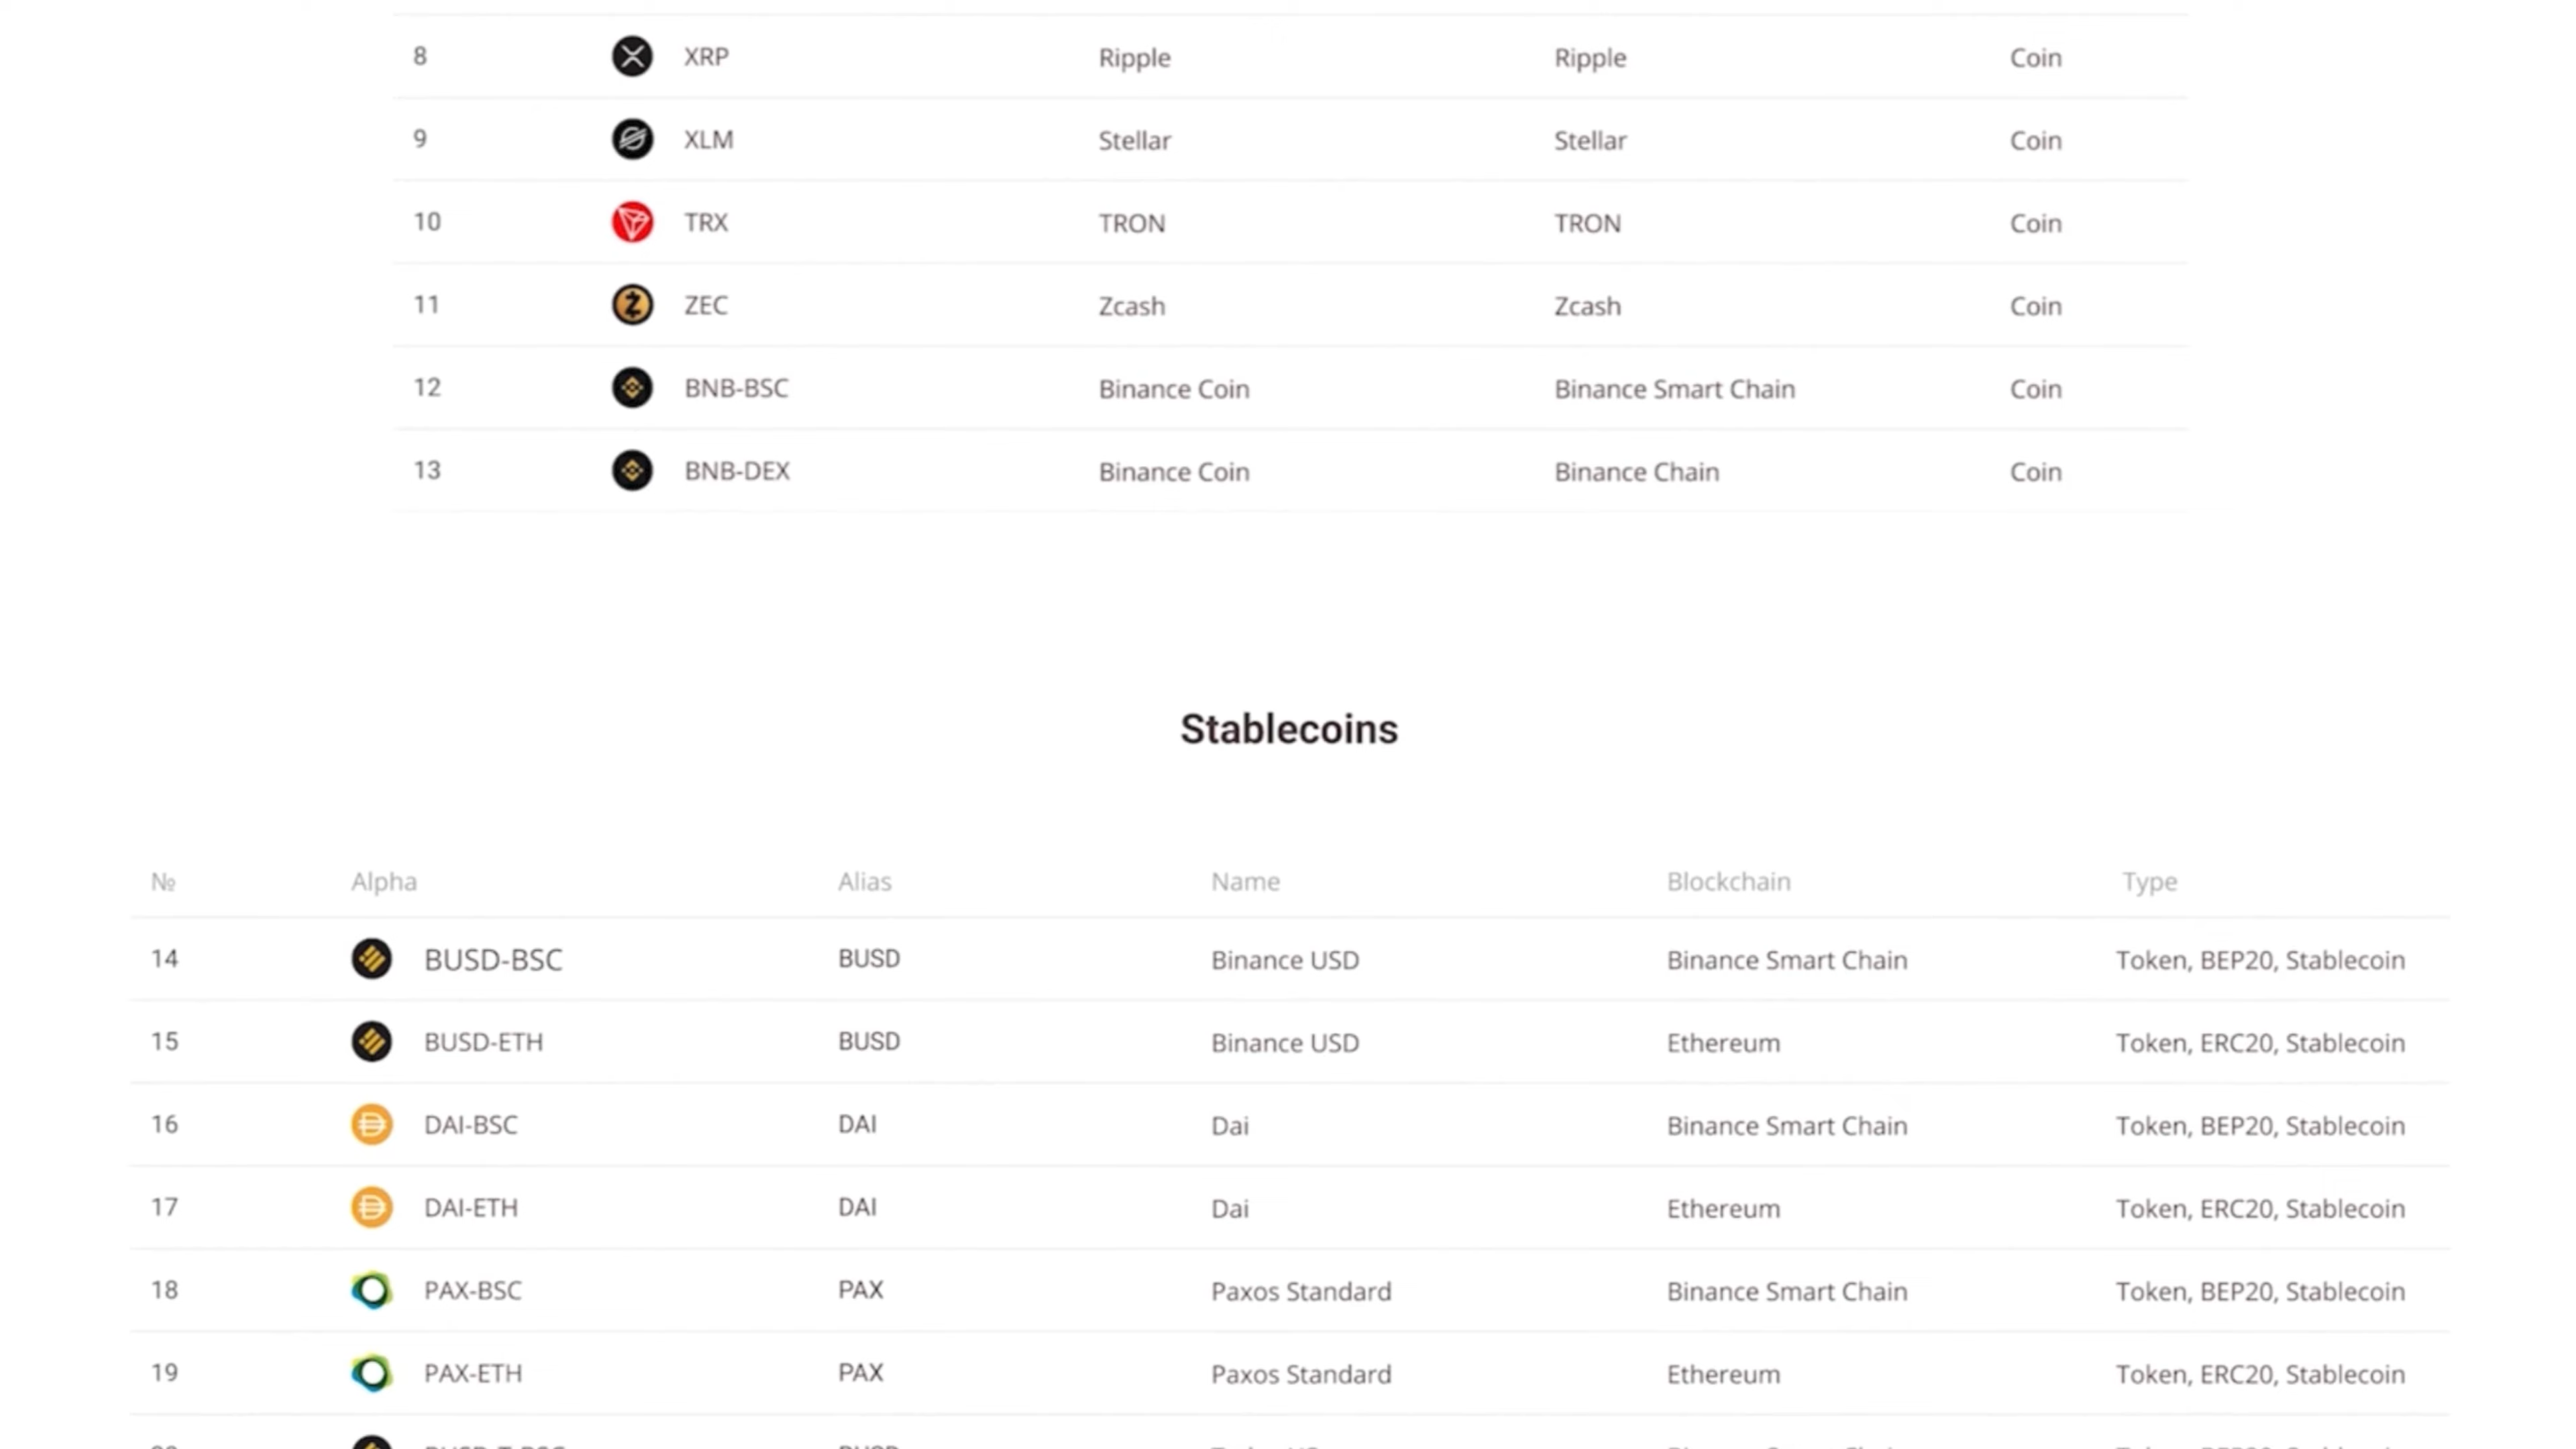 8 XRP Ripple Ripple Coin
9 XLM Stellar Stellar Coin
10 TRX TRON TRON Coin
11 ZEC Zcash Zcash Coin
12 BNB-BSC Binance Coin Binance Smart Chain Coin
13 BNB-DEX Binance Coin Binance Chain Coin
Stablecoins
№ Alpha Alias Name Blockchain Type
14 BUSD-BSC BUSD Binance USD Binance Smart Chain Token, BEP20, Stablecoin
15 BUSD-ETH BUSD Binance USD Ethereum Token, ERC20, Stablecoin
16 DAI-BSC DAI Dai Binance Smart Chain Token, BEP20, Stablecoin
17 DAI-ETH DAI Dai Ethereum Token, ERC20, Stablecoin
18 PAX-BSC PAX Paxos Standard Binance Smart Chain Token, BEP20, Stablecoin
19 PAX-ETH PAX Paxos Standard Ethereum Token, ERC20, Stablecoin